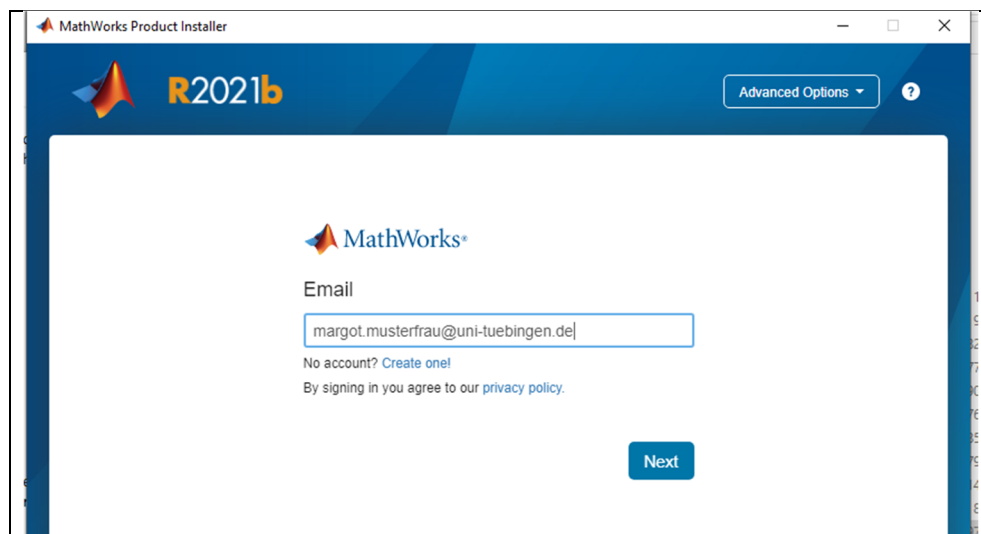 MathWorks Product Installer
R2021b
Advanced Options
?
MathWorks®
Email
margot.musterfrau@uni-tuebingen.de
No account? Create one!
By signing in you agree to our privacy policy.
Next